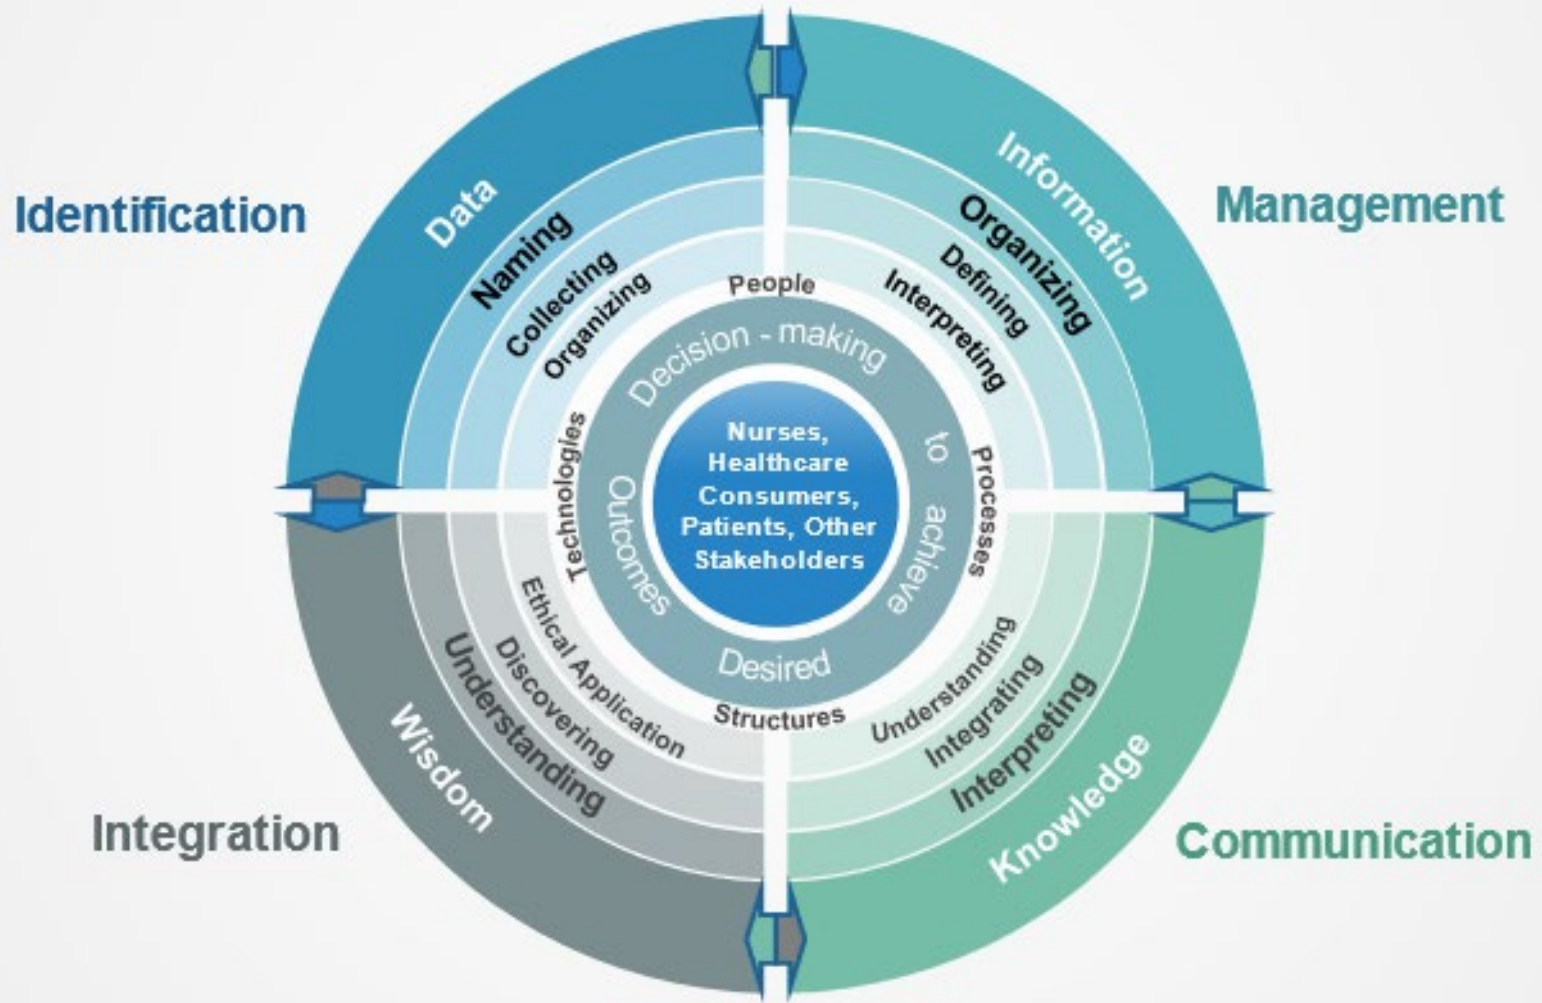 Identification
Data
Naming
Collecting
Organizing
Management
Information
Organizing
Defining
Interpreting
Communication
Knowledge
Interpreting
Integrating
Understanding
Integration
Wisdom
Understanding
Discovering
Ethical Application
People
Processes
Structures
Technologies
Decision - making
to achieve
Desired
Outcomes
Nurses,
Healthcare
Consumers,
Patients, Other
Stakeholders